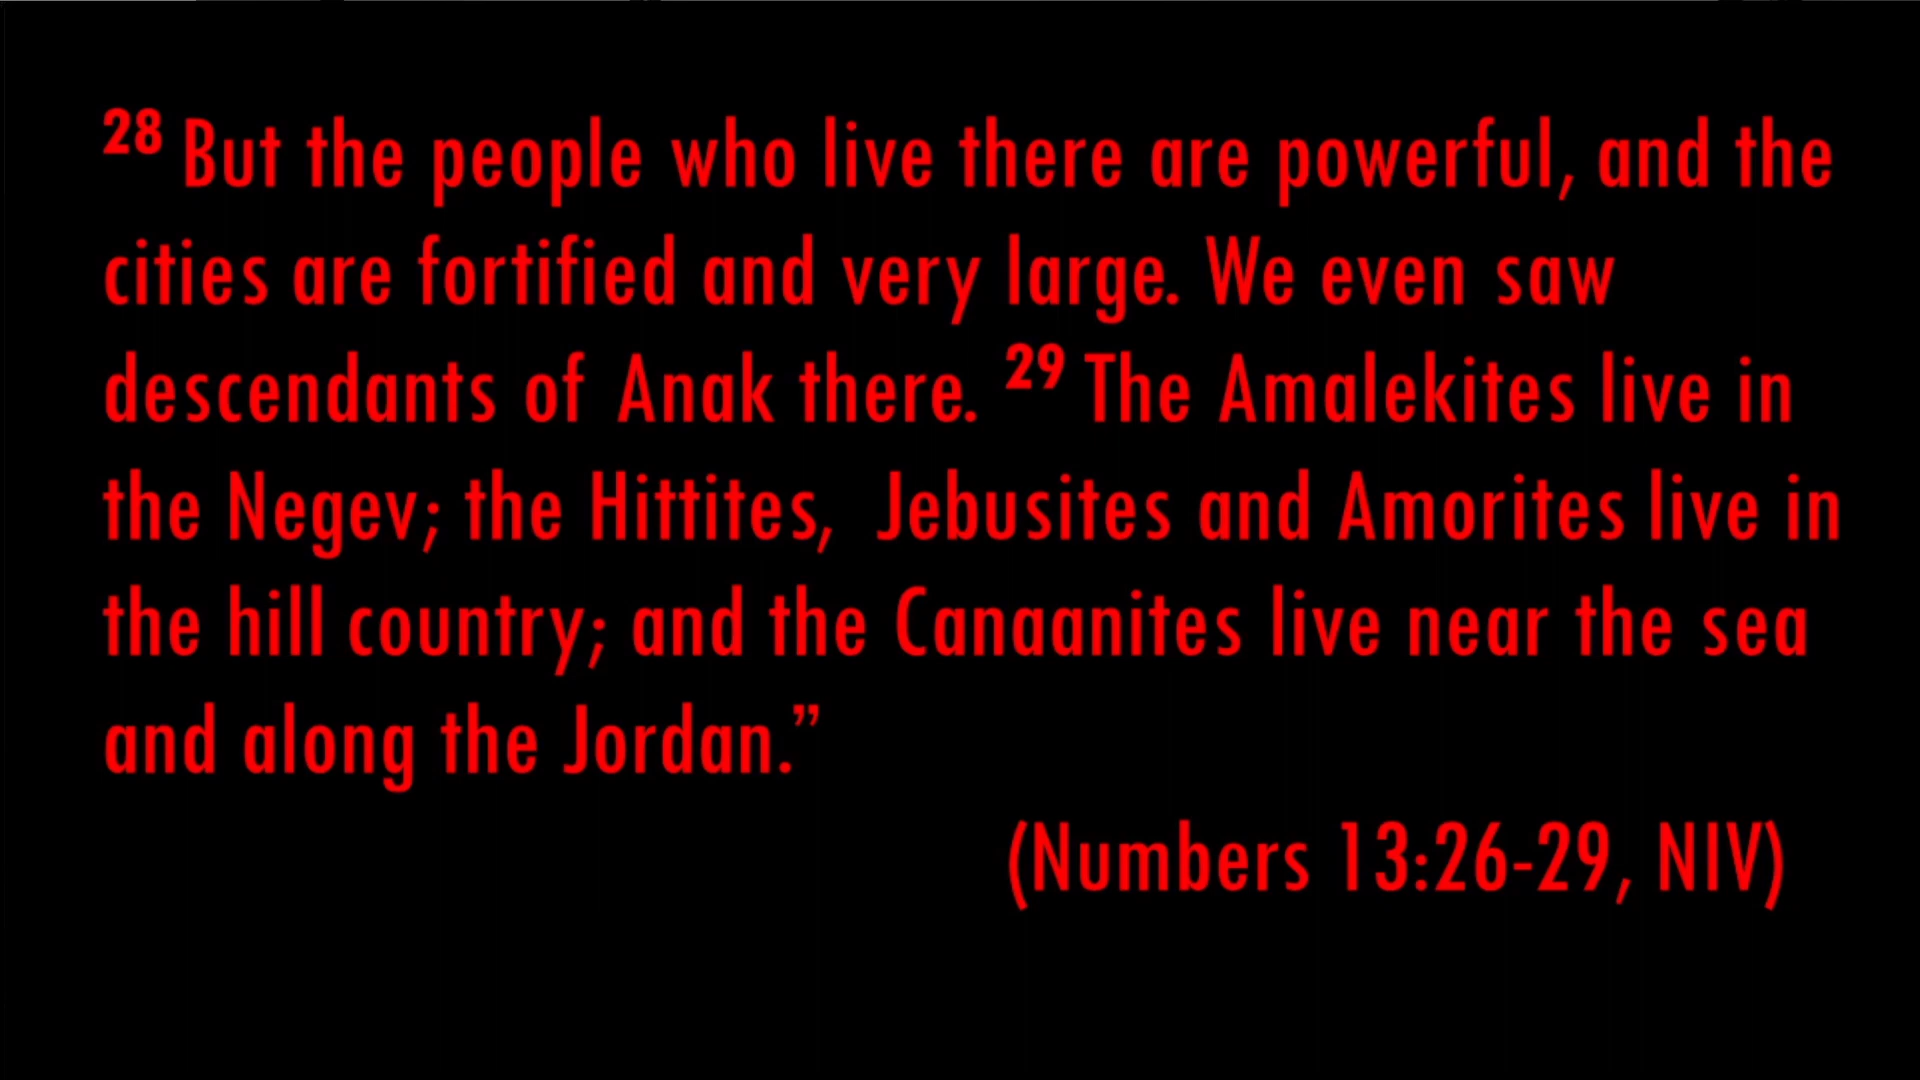 28 But the people who live there are powerful, and the
cities are fortified and very large. We even saw
descendants of Anak there. 29 The Amalekites live in
the Negev; the Hittites, Jebusites and Amorites live in
the hill country; and the Canaanites live near the sea
and along the Jordan.”
(Numbers 13:26-29, NIV)